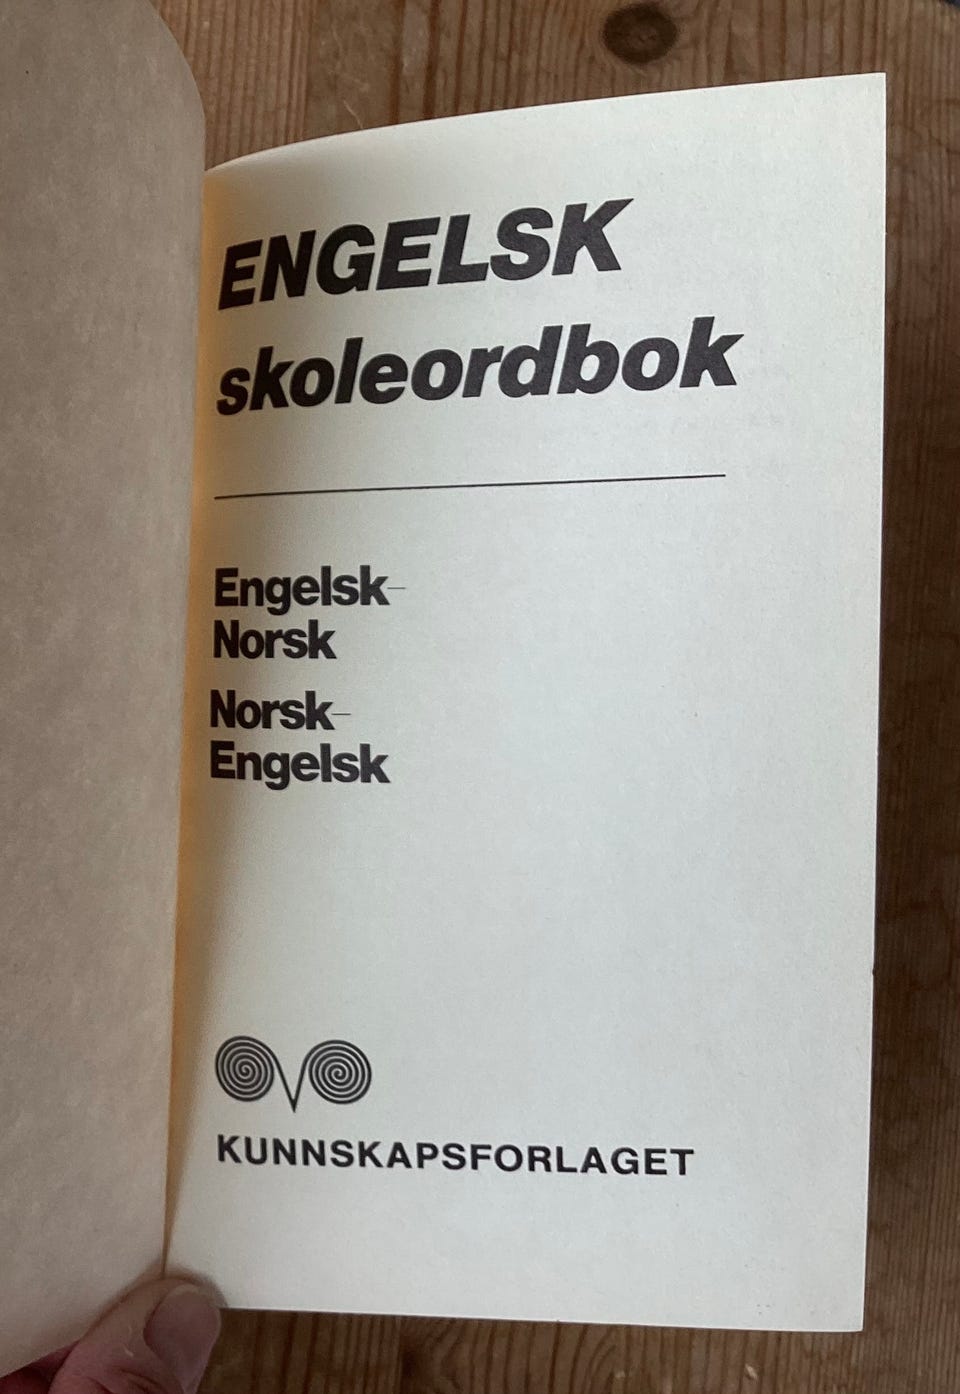 ENGELSK
skoleordbok
Engelsk–
Norsk
Norsk–
Engelsk
KUNNSKAPSFORLAGET